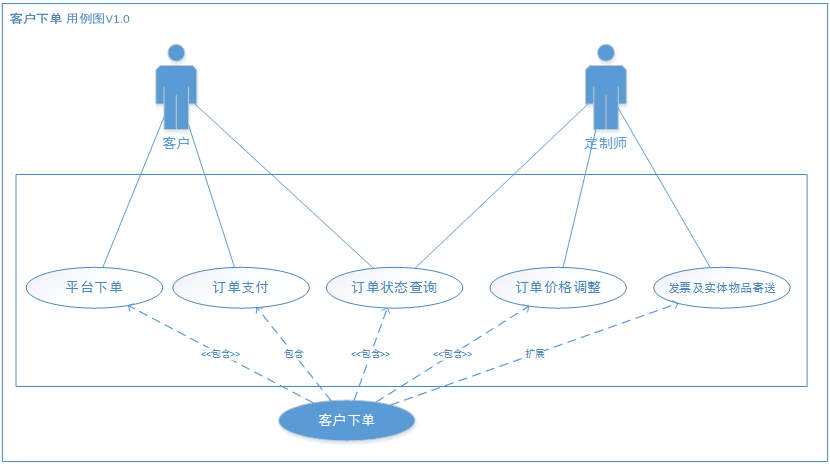 客户下单 用例图V1.0
客户
定制师
平台下单
订单支付
订单状态查询
订单价格调整
发票及实体物品寄送
<<包含>>
包含
<<包含>>
<<包含>>
扩展
客户下单